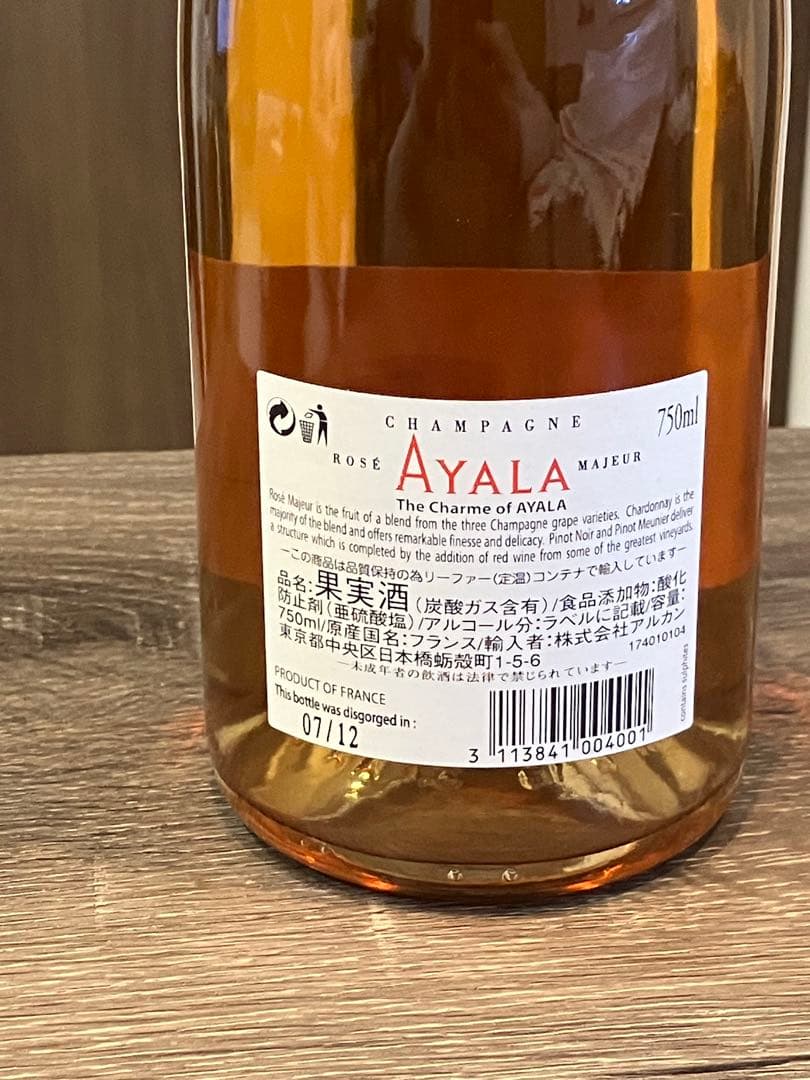 CHAMPAGNE
750ml
ROSÉ AYALA MAJEUR
The Charme of AYALA
Rosé Majeur is the fruit of a blend from the three Champagne grape varieties. Chardonnay is the
majority of the blend and offers remarkable finesse and delicacy. Pinot Noir and Pinot Meunier deliver
a structure which is completed by the addition of red wine from some of the greatest vineyards.
—この商品は品質保持の為リーファー(定温)コンテナで輸入しています—
品名:果実酒(炭酸ガス含有)/食品添加物:酸化
防止剤(亜硫酸塩)/アルコール分:ラベルに記載/容量:
750ml/原産国名:フランス/輸入者:株式会社アルカン
東京都中央区日本橋蛎殻町1-5-6
174010104
—未成年者の飲酒は法律で禁じられています—
PRODUCT OF FRANCE
This bottle was disgorged in :
07/12
3 113841 004001
contains sulphites